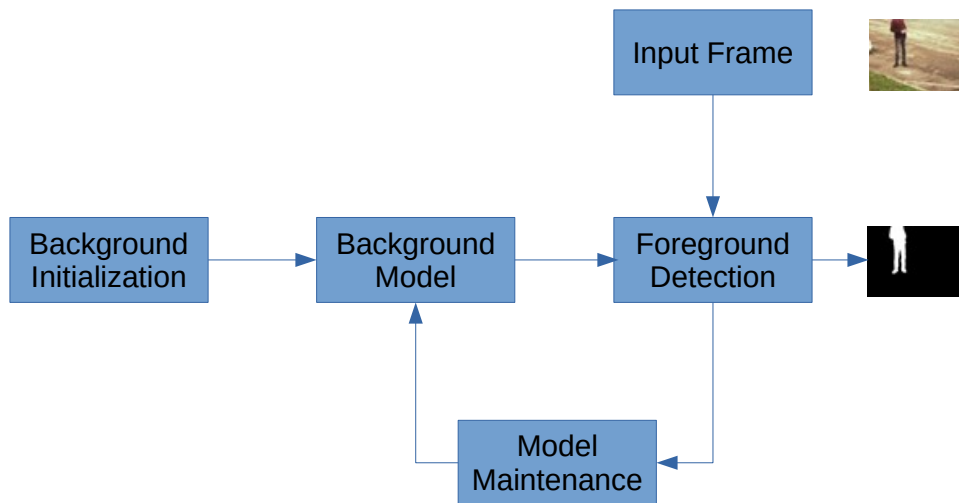 Input Frame
Background
Initialization
Background
Model
Foreground
Detection
Model
Maintenance